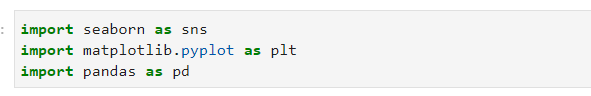 import seaborn as sns
import matplotlib.pyplot as plt
import pandas as pd